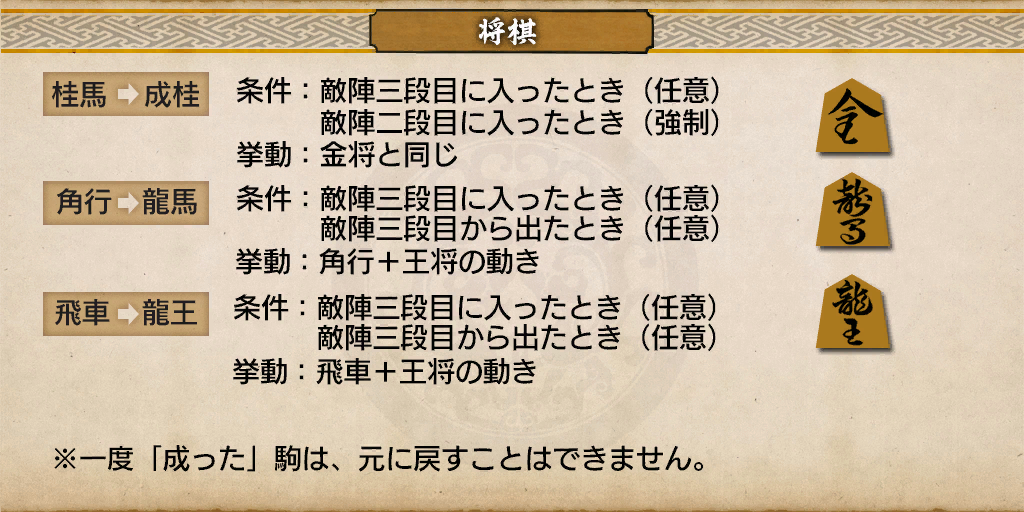 将棋
桂馬➡成桂
条件：敵陣三段目に入ったとき（任意）
敵陣二段目に入ったとき（強制）
挙動：金将と同じ
全
角行➡龍馬
条件：敵陣三段目に入ったとき（任意）
敵陣三段目から出たとき（任意）
挙動：角行＋王将の動き
龍馬
飛車➡龍王
条件：敵陣三段目に入ったとき（任意）
敵陣三段目から出たとき（任意）
挙動：飛車＋王将の動き
龍王
※一度「成った」駒は、元に戻すことはできません。